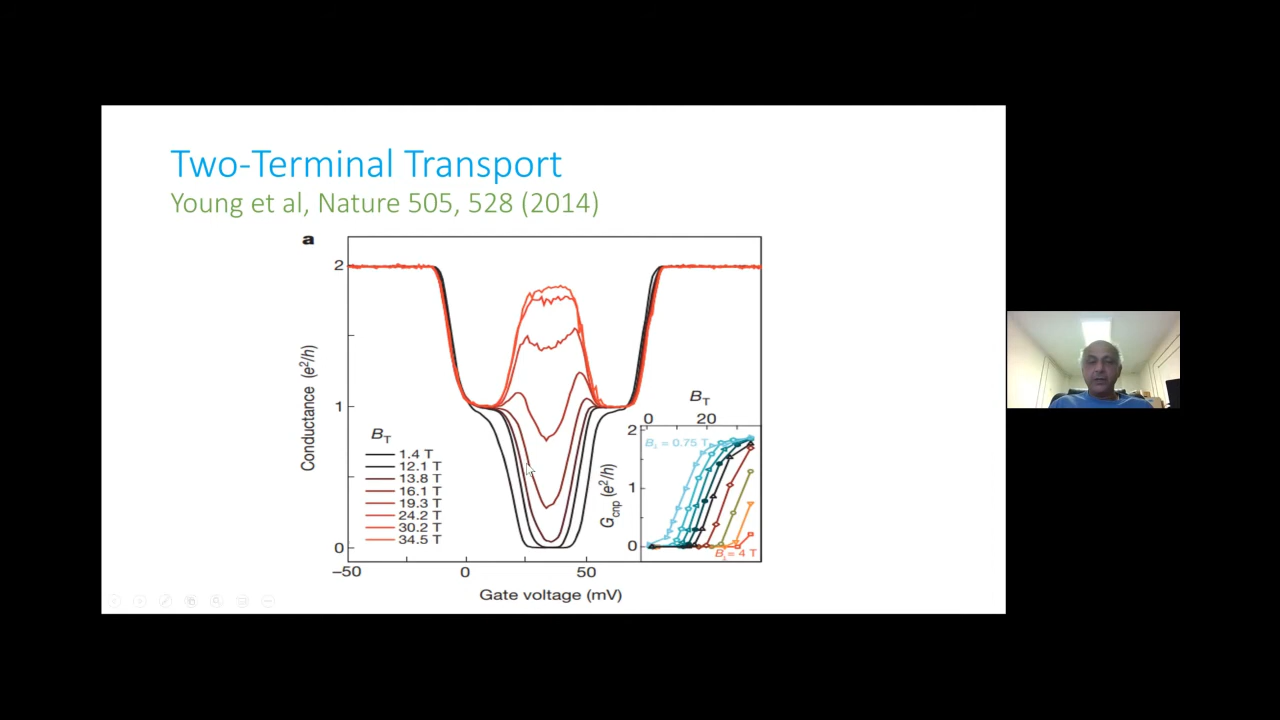 Two-Terminal Transport
Young et al, Nature 505, 528 (2014)
a
2
1
0
Conductance (e²/h)
−50
0
50
Gate voltage (mV)
B_T
1.4 T
12.1 T
13.8 T
16.1 T
19.3 T
24.2 T
30.2 T
34.5 T
B_T
0 20
2
1
0
G_cnp (e²/h)
B⊥ = 0.75 T
B⊥ = 4 T